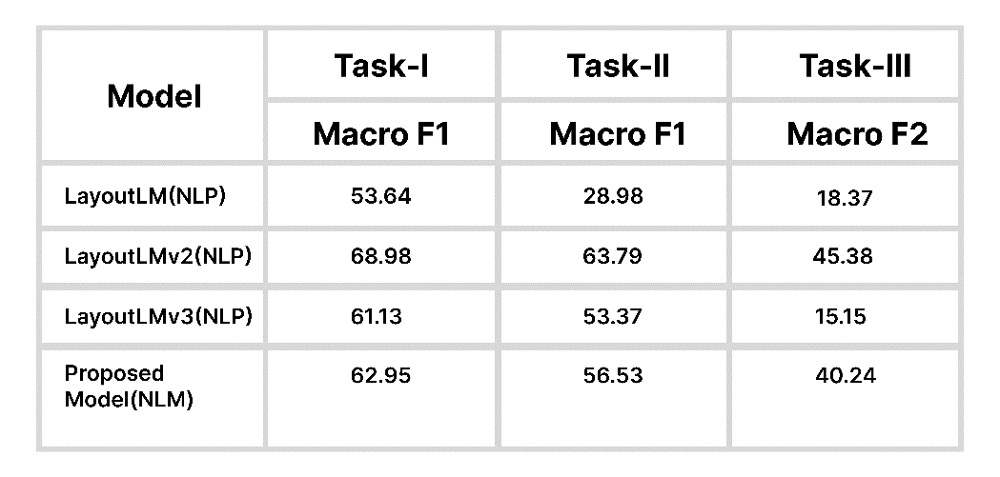 Model
Task-I
Task-II
Task-III
Macro F1
Macro F1
Macro F2
LayoutLM(NLP)
53.64
28.98
18.37
LayoutLMv2(NLP)
68.98
63.79
45.38
LayoutLMv3(NLP)
61.13
53.37
15.15
Proposed
Model(NLM)
62.95
56.53
40.24